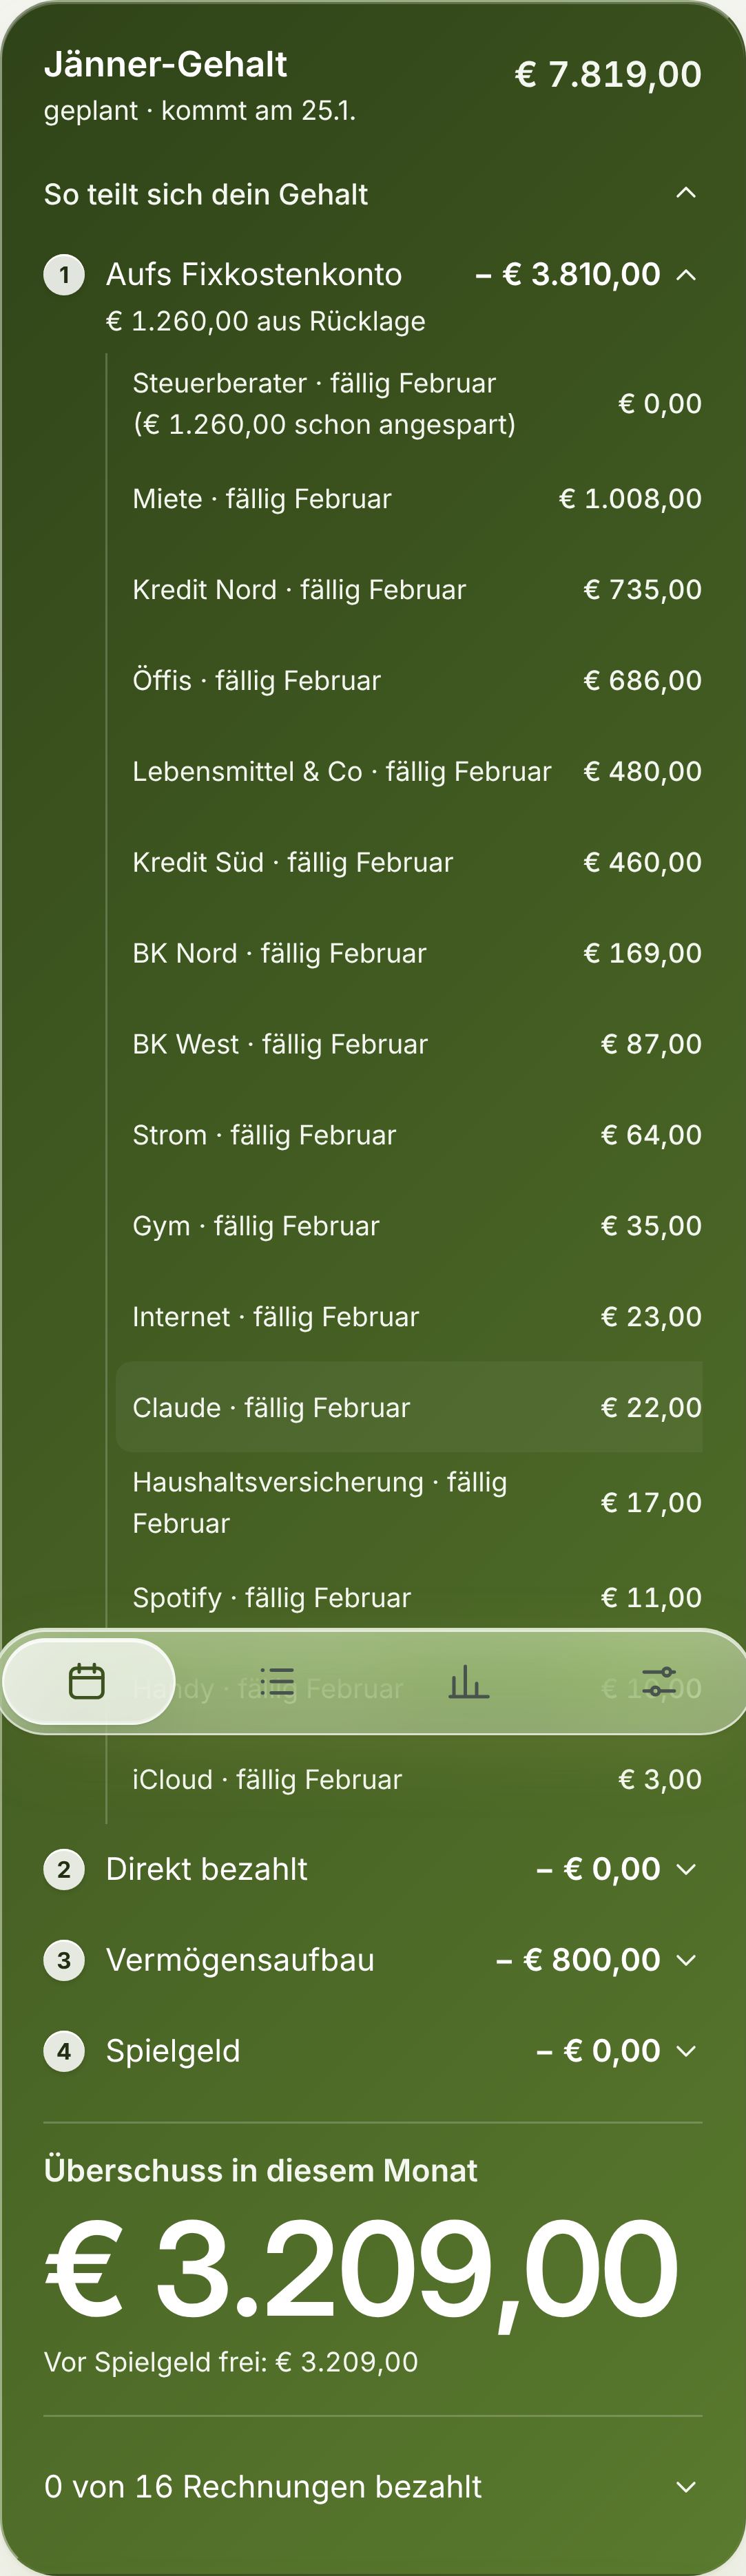 Jänner-Gehalt
€ 7.819,00
geplant · kommt am 25.1.
So teilt sich dein Gehalt
1 Aufs Fixkostenkonto – € 3.810,00
€ 1.260,00 aus Rücklage
Steuerberater · fällig Februar
(€ 1.260,00 schon angespart)
€ 0,00
Miete · fällig Februar € 1.008,00
Kredit Nord · fällig Februar € 735,00
Öffis · fällig Februar € 686,00
Lebensmittel & Co · fällig Februar € 480,00
Kredit Süd · fällig Februar € 460,00
BK Nord · fällig Februar € 169,00
BK West · fällig Februar € 87,00
Strom · fällig Februar € 64,00
Gym · fällig Februar € 35,00
Internet · fällig Februar € 23,00
Claude · fällig Februar € 22,00
Haushaltsversicherung · fällig
Februar
€ 17,00
Spotify · fällig Februar € 11,00
Handy · fällig Februar
iCloud · fällig Februar € 3,00
2 Direkt bezahlt – € 0,00
3 Vermögensaufbau – € 800,00
4 Spielgeld – € 0,00
Überschuss in diesem Monat
€ 3.209,00
Vor Spielgeld frei: € 3.209,00
0 von 16 Rechnungen bezahlt